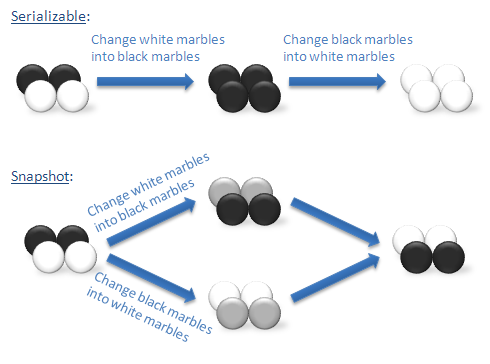 Serializable:
Change white marbles
into black marbles
Change black marbles
into white marbles
Snapshot:
Change white marbles
into black marbles
Change black marbles
into white marbles